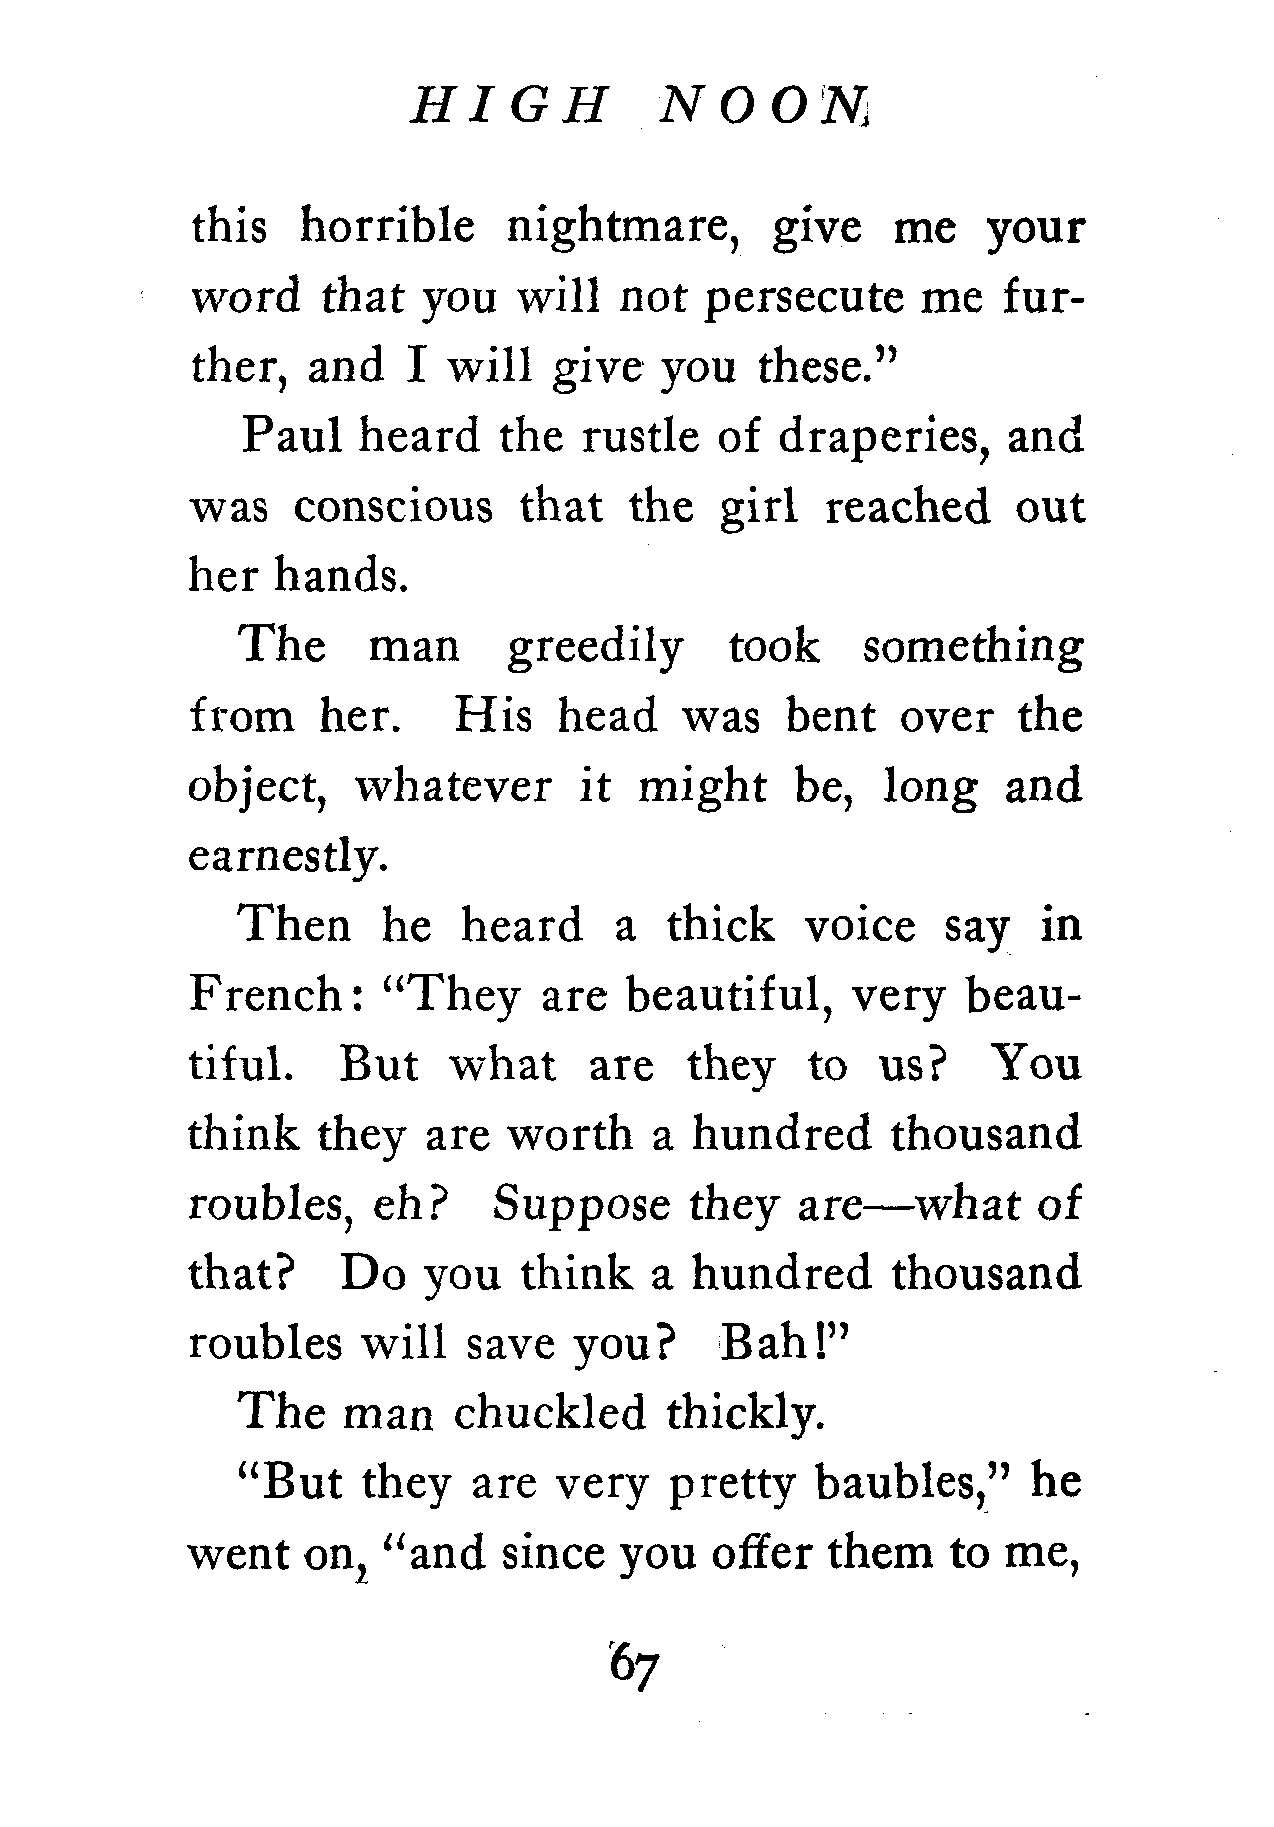 HIGH NOON
this horrible nightmare, give me your
word that you will not persecute me fur-
ther, and I will give you these.”
Paul heard the rustle of draperies, and
was conscious that the girl reached out
her hands.
The man greedily took something
from her. His head was bent over the
object, whatever it might be, long and
earnestly.
Then he heard a thick voice say in
French: “They are beautiful, very beau-
tiful. But what are they to us? You
think they are worth a hundred thousand
roubles, eh? Suppose they are—what of
that? Do you think a hundred thousand
roubles will save you? Bah!”
The man chuckled thickly.
“But they are very pretty baubles,” he
went on, “and since you offer them to me,
67